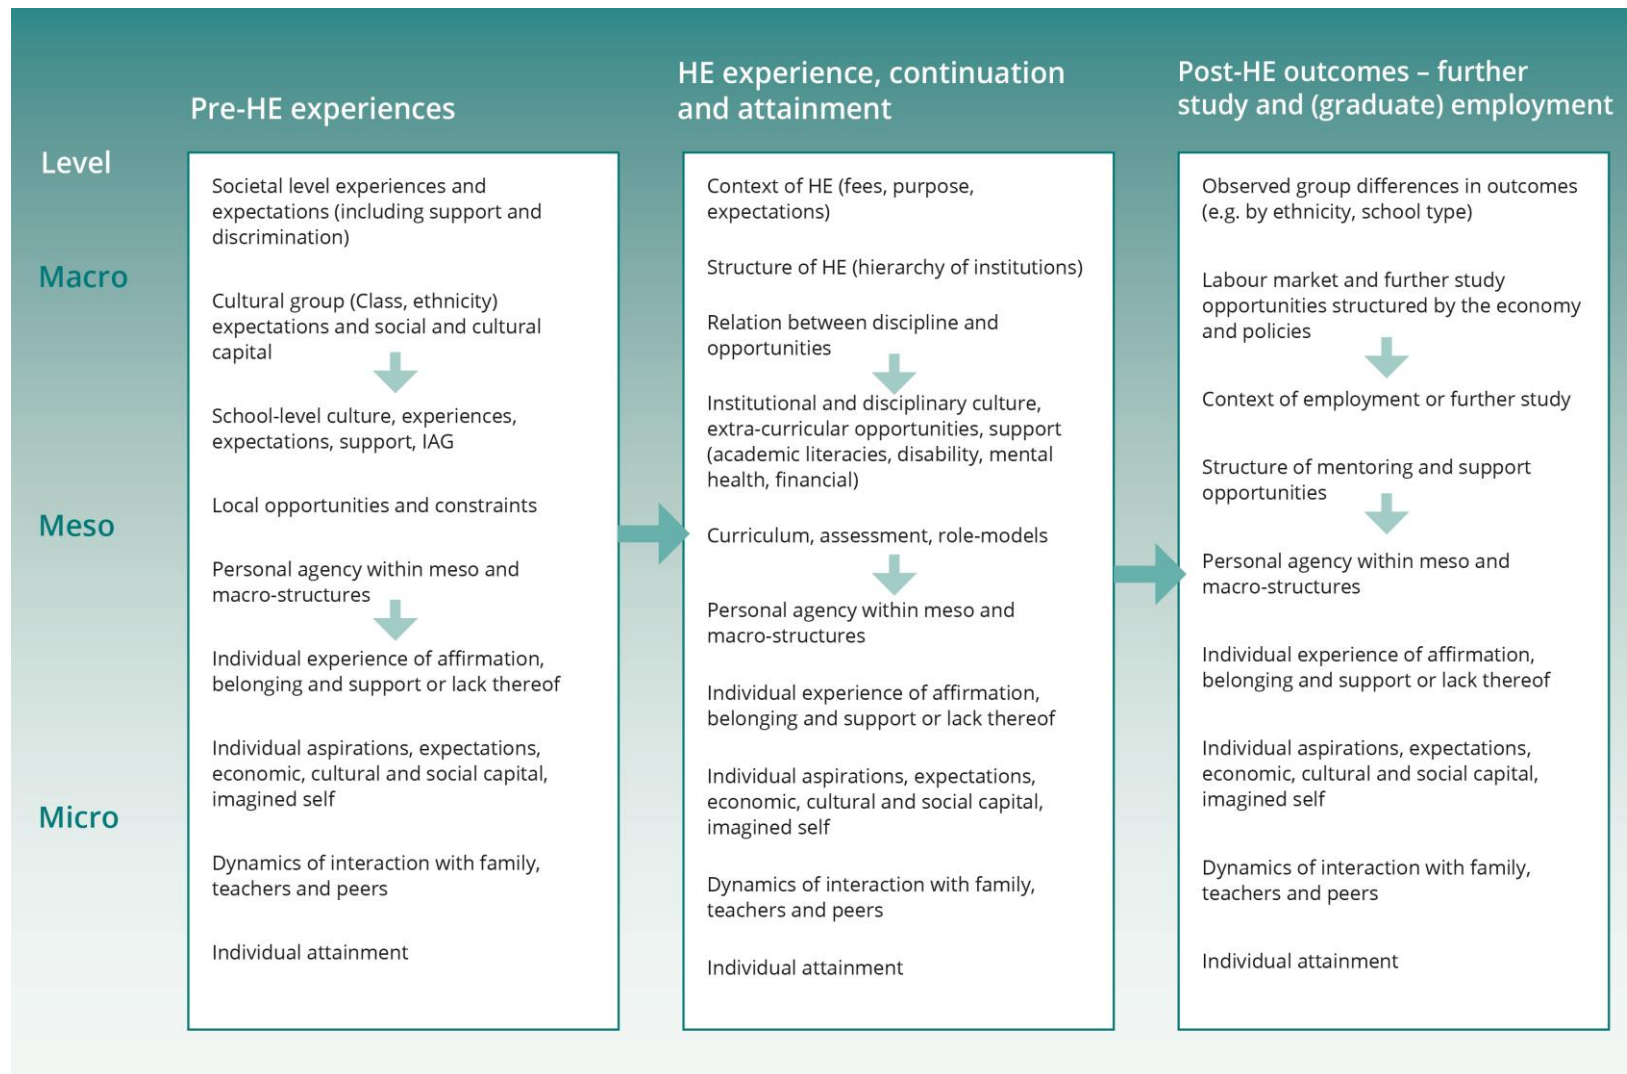 Pre-HE experiences
HE experience, continuation
and attainment
Post-HE outcomes – further
study and (graduate) employment
Level
Macro
Meso
Micro
Societal level experiences and
expectations (including support and
discrimination)
Cultural group (Class, ethnicity)
expectations and social and cultural
capital
School-level culture, experiences,
expectations, support, IAG
Local opportunities and constraints
Personal agency within meso and
macro-structures
Individual experience of affirmation,
belonging and support or lack thereof
Individual aspirations, expectations,
economic, cultural and social capital,
imagined self
Dynamics of interaction with family,
teachers and peers
Individual attainment
Context of HE (fees, purpose,
expectations)
Structure of HE (hierarchy of institutions)
Relation between discipline and
opportunities
Institutional and disciplinary culture,
extra-curricular opportunities, support
(academic literacies, disability, mental
health, financial)
Curriculum, assessment, role-models
Personal agency within meso and
macro-structures
Individual experience of affirmation,
belonging and support or lack thereof
Individual aspirations, expectations,
economic, cultural and social capital,
imagined self
Dynamics of interaction with family,
teachers and peers
Individual attainment
Observed group differences in outcomes
(e.g. by ethnicity, school type)
Labour market and further study
opportunities structured by the economy
and policies
Context of employment or further study
Structure of mentoring and support
opportunities
Personal agency within meso and
macro-structures
Individual experience of affirmation,
belonging and support or lack thereof
Individual aspirations, expectations,
economic, cultural and social capital,
imagined self
Dynamics of interaction with family,
teachers and peers
Individual attainment